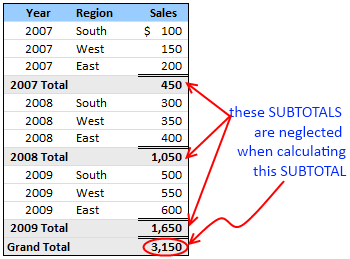 Year Region Sales
2007 South $ 100
2007 West 150
2007 East 200
2007 Total 450
2008 South 300
2008 West 350
2008 East 400
2008 Total 1,050
2009 South 500
2009 West 550
2009 East 600
2009 Total 1,650
Grand Total 3,150
these SUBTOTALS
are neglected
when calculating
this SUBTOTAL